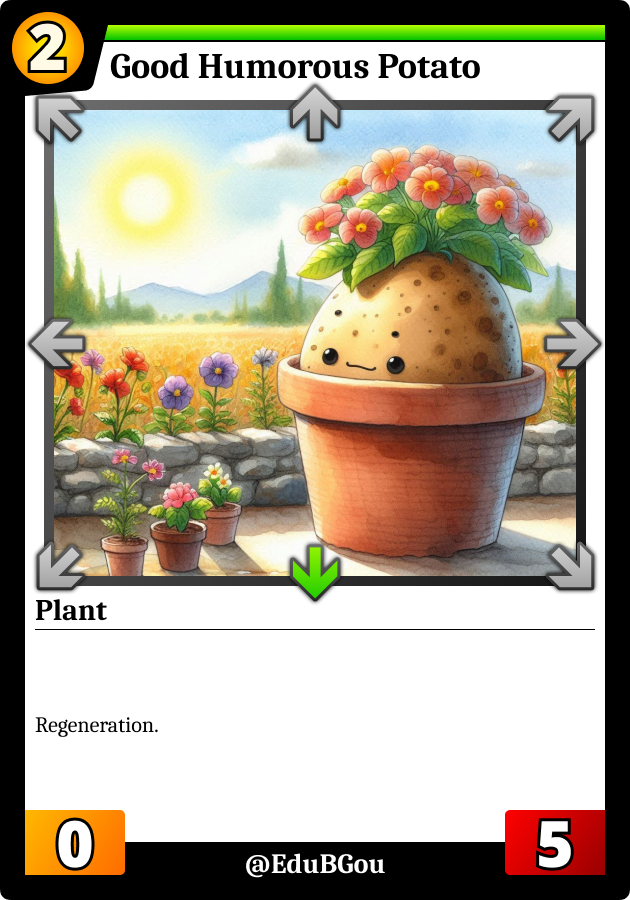 2
Good Humorous Potato
Plant
Regeneration.
0
@EduBGou
5